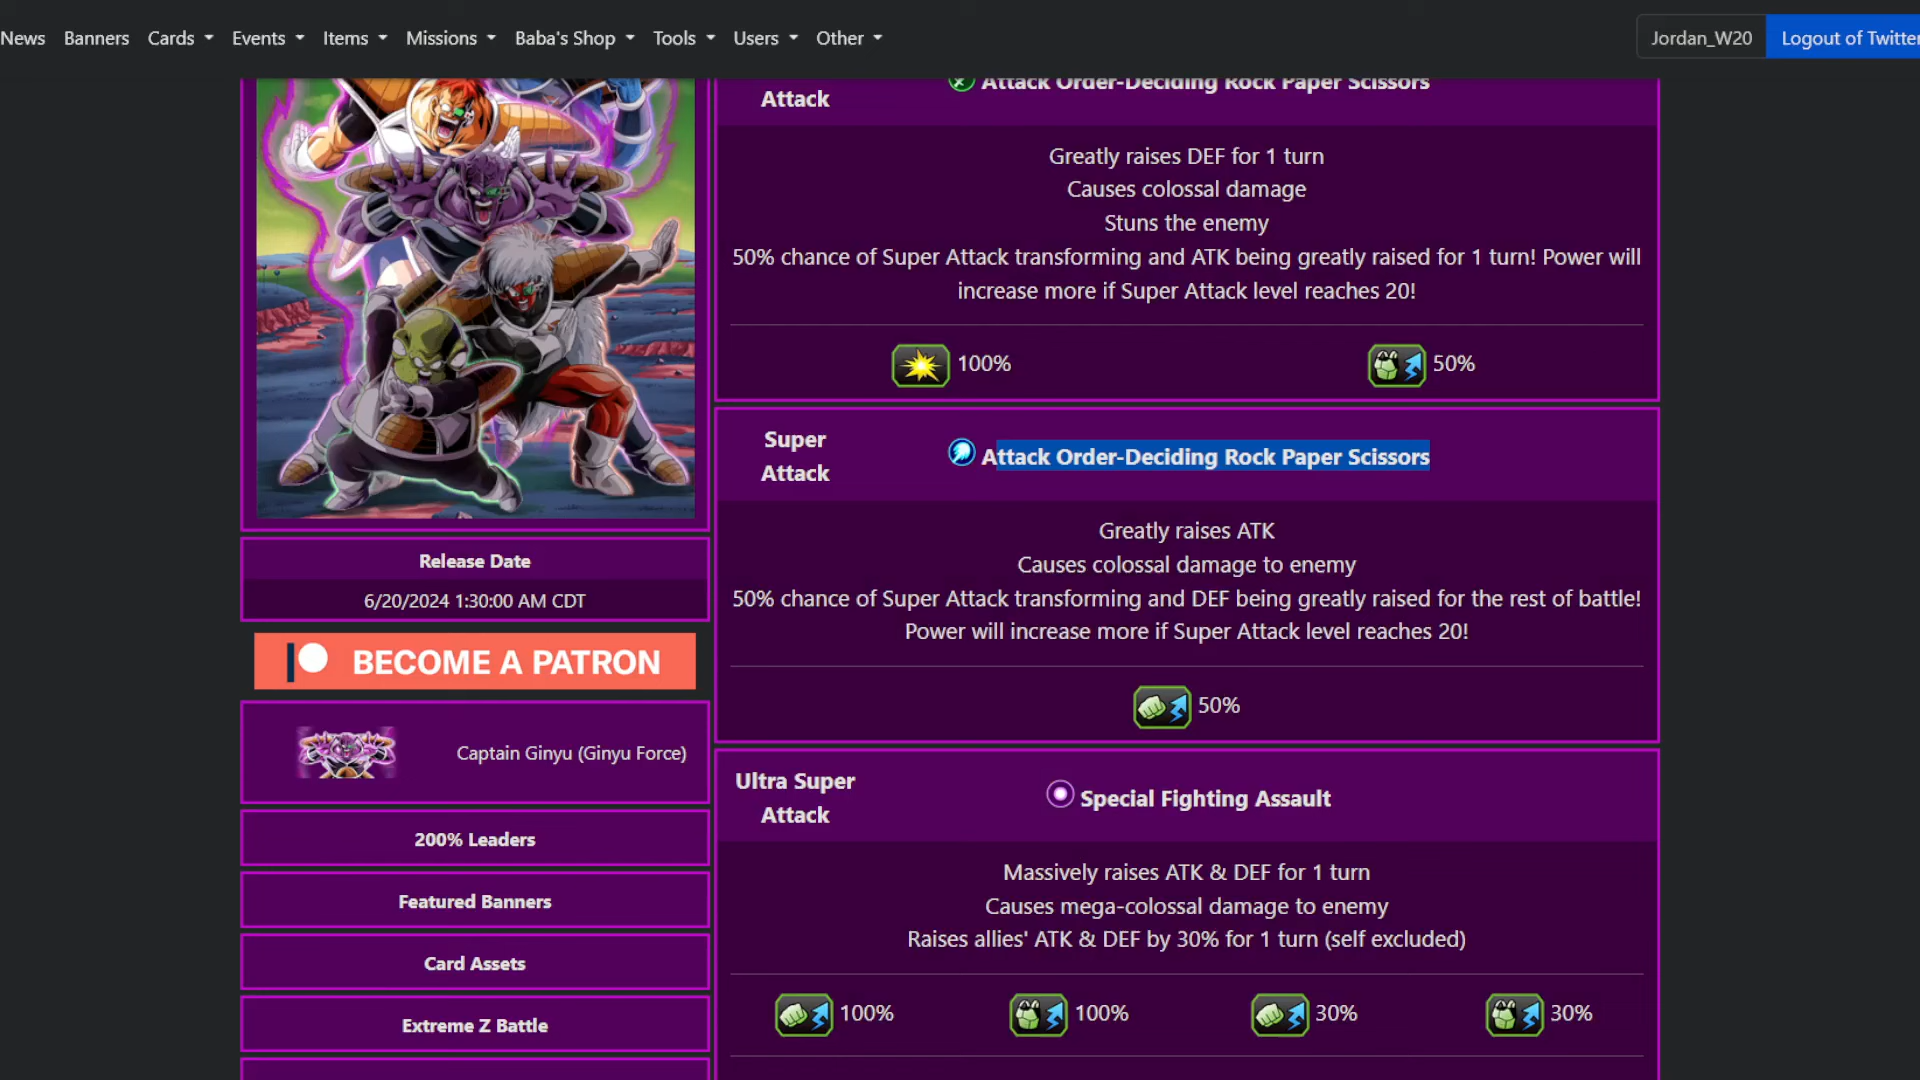 News Banners Cards Events Items Missions Baba's Shop Tools Users Other Jordan_W20 Logout of Twitter
Attack
Attack Order-Deciding Rock Paper Scissors
Greatly raises DEF for 1 turn
Causes colossal damage
Stuns the enemy
50% chance of Super Attack transforming and ATK being greatly raised for 1 turn! Power will
increase more if Super Attack level reaches 20!
100% 50%
Super
Attack
Attack Order-Deciding Rock Paper Scissors
Greatly raises ATK
Causes colossal damage to enemy
50% chance of Super Attack transforming and DEF being greatly raised for the rest of battle!
Power will increase more if Super Attack level reaches 20!
50%
Ultra Super
Attack
Special Fighting Assault
Massively raises ATK & DEF for 1 turn
Causes mega-colossal damage to enemy
Raises allies' ATK & DEF by 30% for 1 turn (self excluded)
100% 100% 30% 30%
Release Date
6/20/2024 1:30:00 AM CDT
BECOME A PATRON
Captain Ginyu (Ginyu Force)
200% Leaders
Featured Banners
Card Assets
Extreme Z Battle